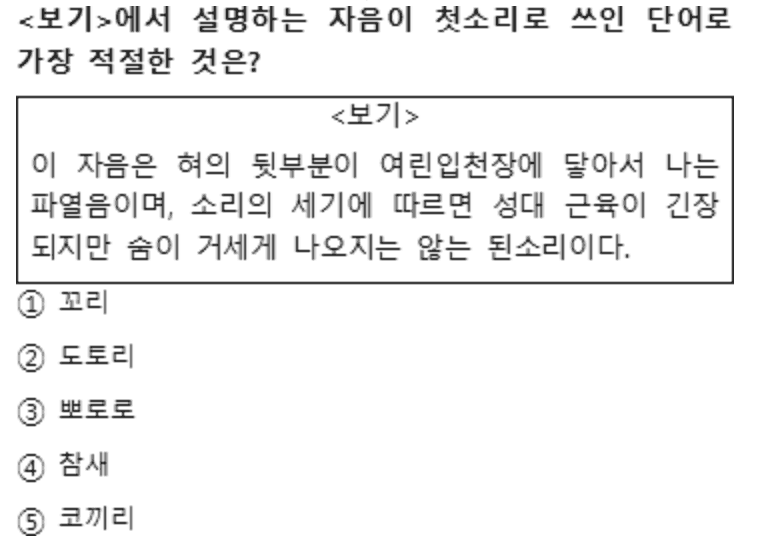 <보기>에서 설명하는 자음이 첫소리로 쓰인 단어로
가장 적절한 것은?
<보기>
이 자음은 혀의 뒷부분이 여린입천장에 닿아서 나는
파열음이며, 소리의 세기에 따르면 성대 근육이 긴장
되지만 숨이 거세게 나오지는 않는 된소리이다.
① 꼬리
② 도토리
③ 뽀로로
④ 참새
⑤ 코끼리